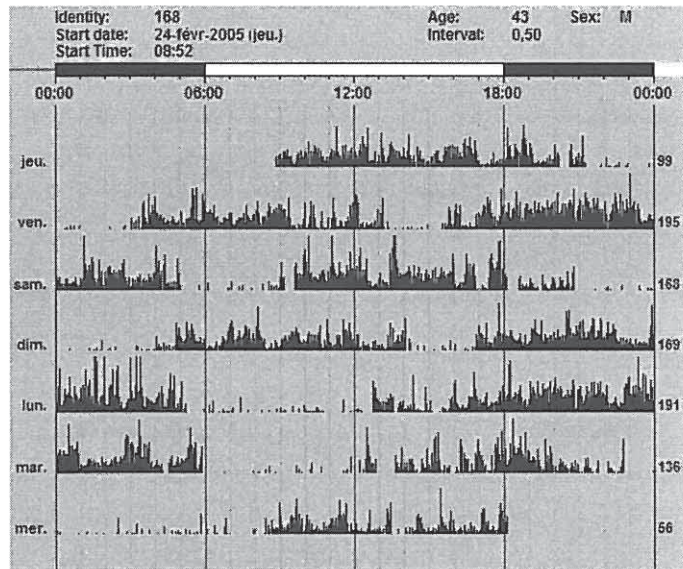 Identity: 168 Age: 43 Sex: M
Start date: 24-févr-2005 (jeu.) Interval: 0,50
Start Time: 08:52
00:00 06:00 12:00 18:00 00:00
jeu. 99
ven. 195
sam. 163
dim. 169
lun. 191
mar. 136
mer. 56